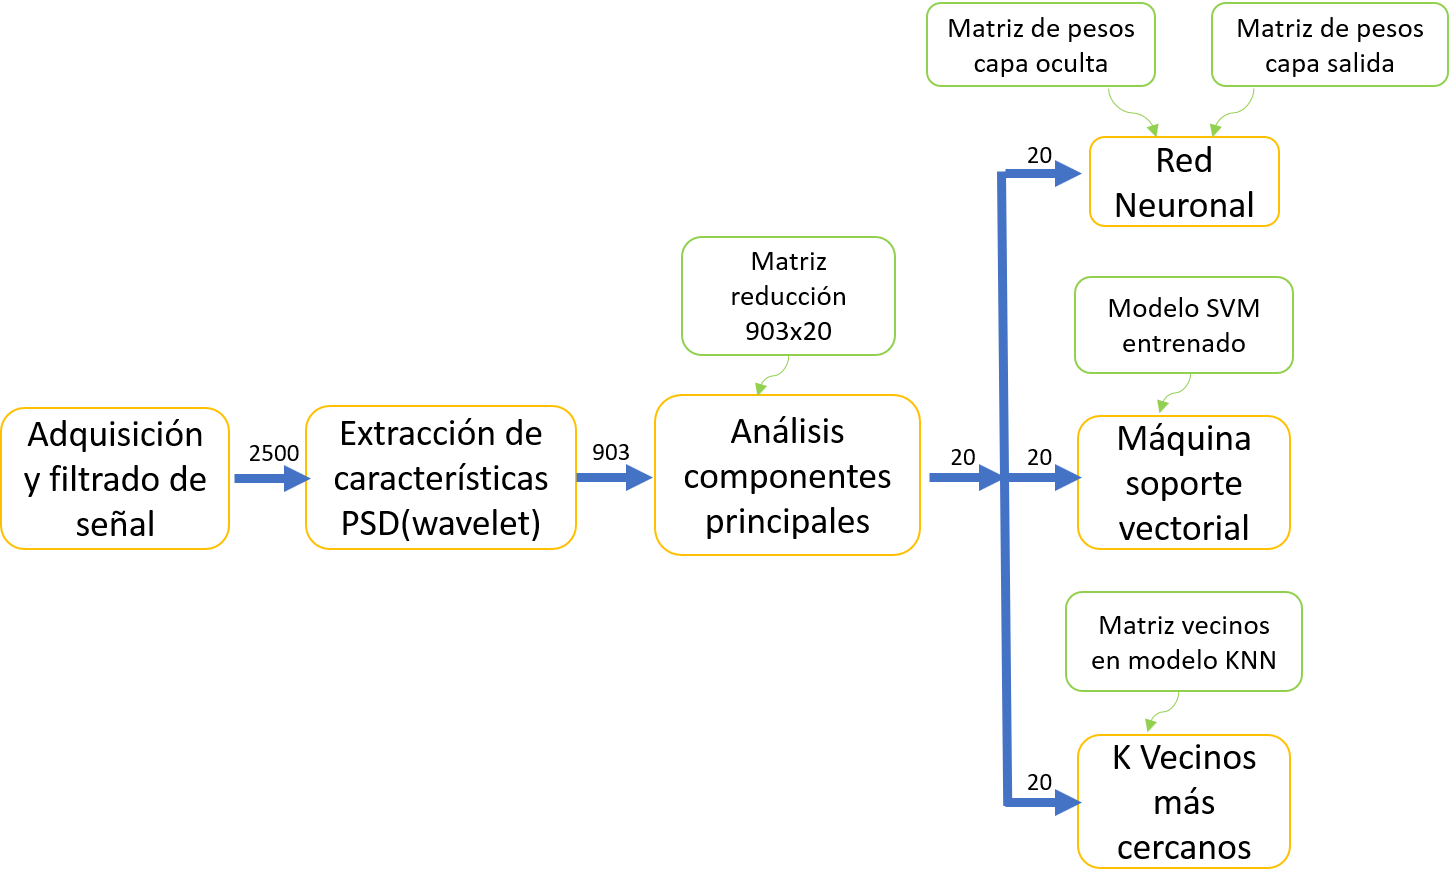 Matriz de pesos
capa oculta
Matriz de pesos
capa salida
20
Red
Neuronal
Matriz
reducción
903x20
Modelo SVM
entrenado
Adquisición
y filtrado de
señal
2500
Extracción de
características
PSD(wavelet)
903
Análisis
componentes
principales
20
20
Máquina
soporte
vectorial
Matriz vecinos
en modelo KNN
20
K Vecinos
más
cercanos